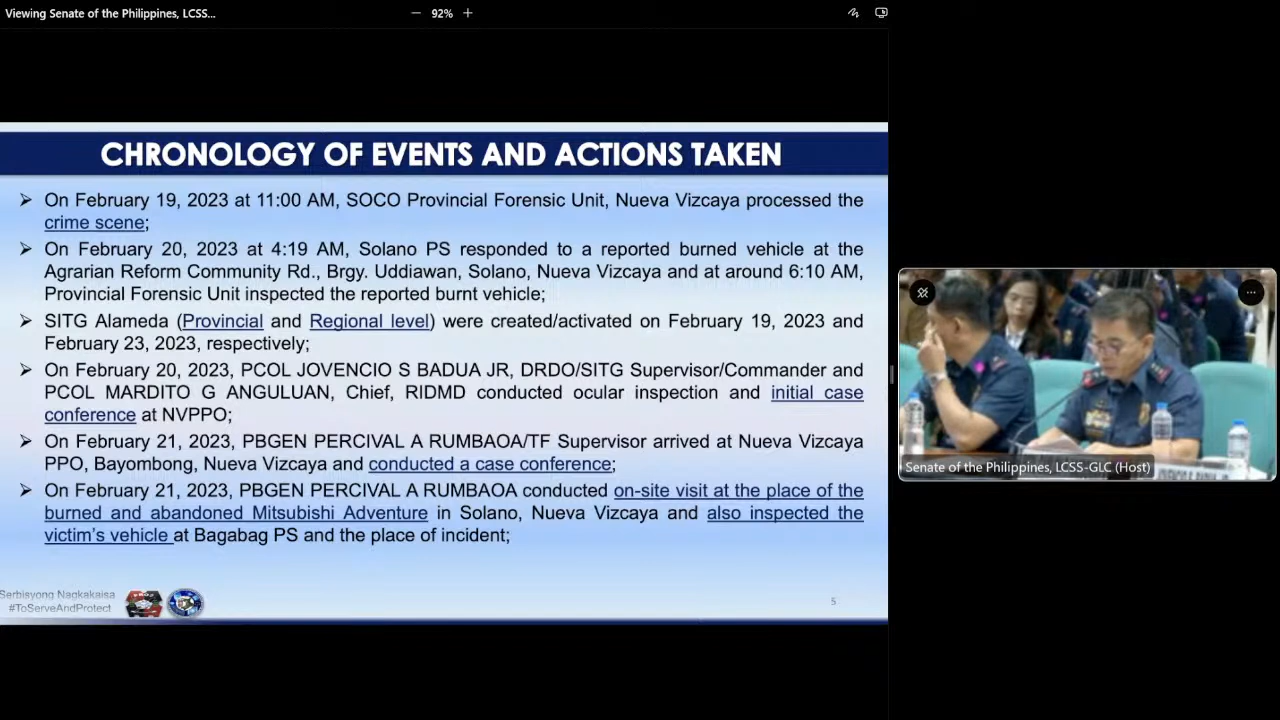 Viewing Senate of the Philippines, LCSS...
− 92% +
CHRONOLOGY OF EVENTS AND ACTIONS TAKEN
➢ On February 19, 2023 at 11:00 AM, SOCO Provincial Forensic Unit, Nueva Vizcaya processed the
crime scene;
➢ On February 20, 2023 at 4:19 AM, Solano PS responded to a reported burned vehicle at the
Agrarian Reform Community Rd., Brgy. Uddiawan, Solano, Nueva Vizcaya and at around 6:10 AM,
Provincial Forensic Unit inspected the reported burnt vehicle;
➢ SITG Alameda (Provincial and Regional level) were created/activated on February 19, 2023 and
February 23, 2023, respectively;
➢ On February 20, 2023, PCOL JOVENCIO S BADUA JR, DRDO/SITG Supervisor/Commander and
PCOL MARDITO G ANGULUAN, Chief, RIDMD conducted ocular inspection and initial case
conference at NVPPO;
➢ On February 21, 2023, PBGEN PERCIVAL A RUMBAOA/TF Supervisor arrived at Nueva Vizcaya
PPO, Bayombong, Nueva Vizcaya and conducted a case conference;
➢ On February 21, 2023, PBGEN PERCIVAL A RUMBAOA conducted on-site visit at the place of the
burned and abandoned Mitsubishi Adventure in Solano, Nueva Vizcaya and also inspected the
victim's vehicle at Bagabag PS and the place of incident;
Serbisyong Nagkakaisa
#ToServeAndProtect
5
Senate of the Philippines, LCSS-GLC (Host)